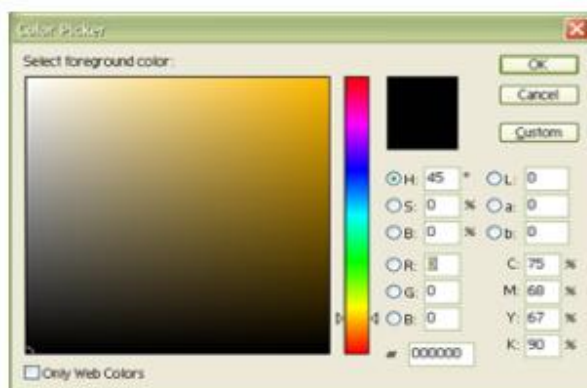 Color Picker
Select foreground color:
OK
Cancel
Custom
H: 45 °
S: 0 %
B: 0 %
R: 0
G: 0
B: 0
# 000000
L: 0
a: 0
b: 0
C: 75 %
M: 68 %
Y: 67 %
K: 90 %
Only Web Colors